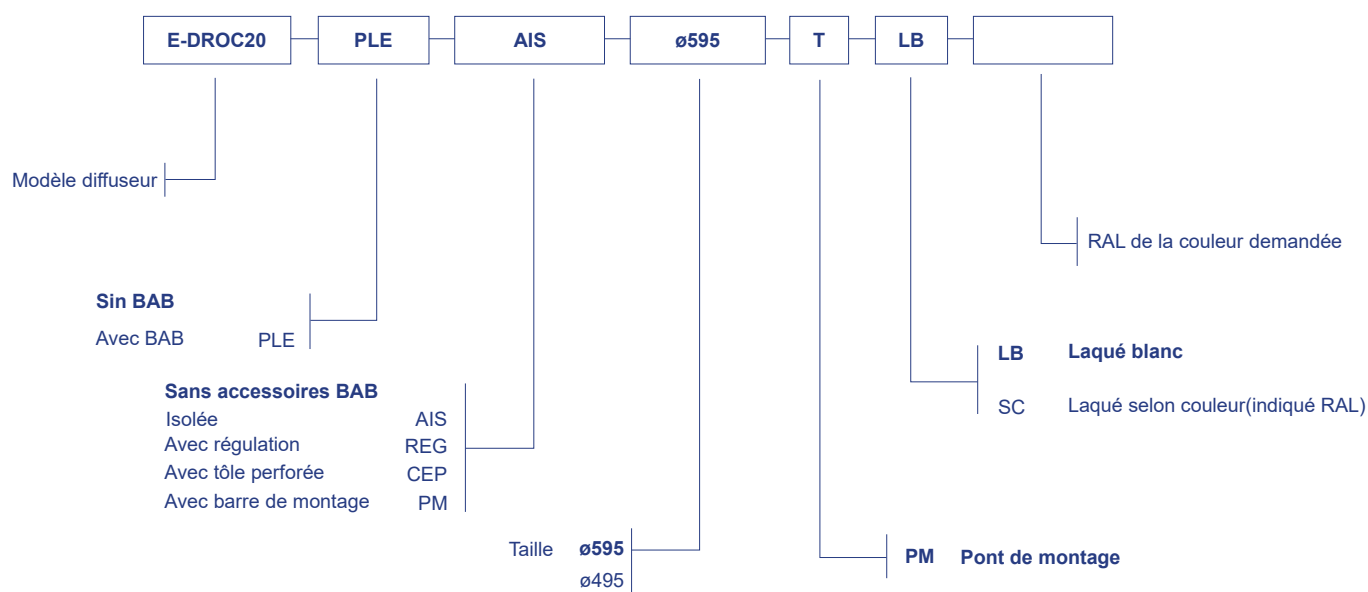 E-DROC20 PLE AIS ø595 T LB
Modèle diffuseur
RAL de la couleur demandée
Sin BAB
Avec BAB PLE
LB Laqué blanc
SC Laqué selon couleur(indiqué RAL)
Sans accessoires BAB
Isolée AIS
Avec régulation REG
Avec tôle perforée CEP
Avec barre de montage PM
Taille ø595
ø495
PM Pont de montage